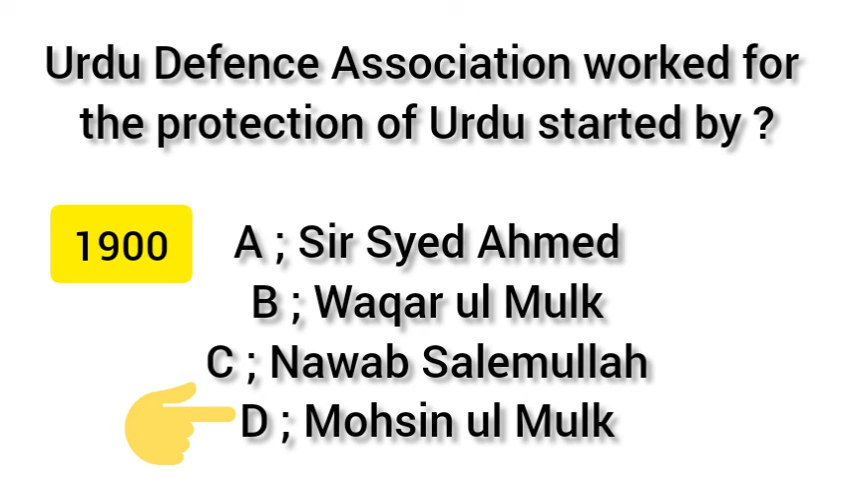 Urdu Defence Association worked for
the protection of Urdu started by ?
1900
A ; Sir Syed Ahmed
B ; Waqar ul Mulk
C ; Nawab Salemullah
D ; Mohsin ul Mulk